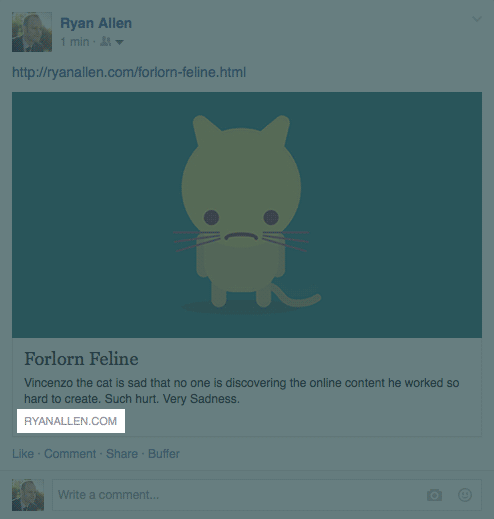 Ryan Allen
1 min ·
http://ryanallen.com/forlorn-feline.html
Forlorn Feline
Vincenzo the cat is sad that no one is discovering the online content he worked so
hard to create. Such hurt. Very Sadness.
RYANALLEN.COM
Like · Comment · Share · Buffer
Write a comment...